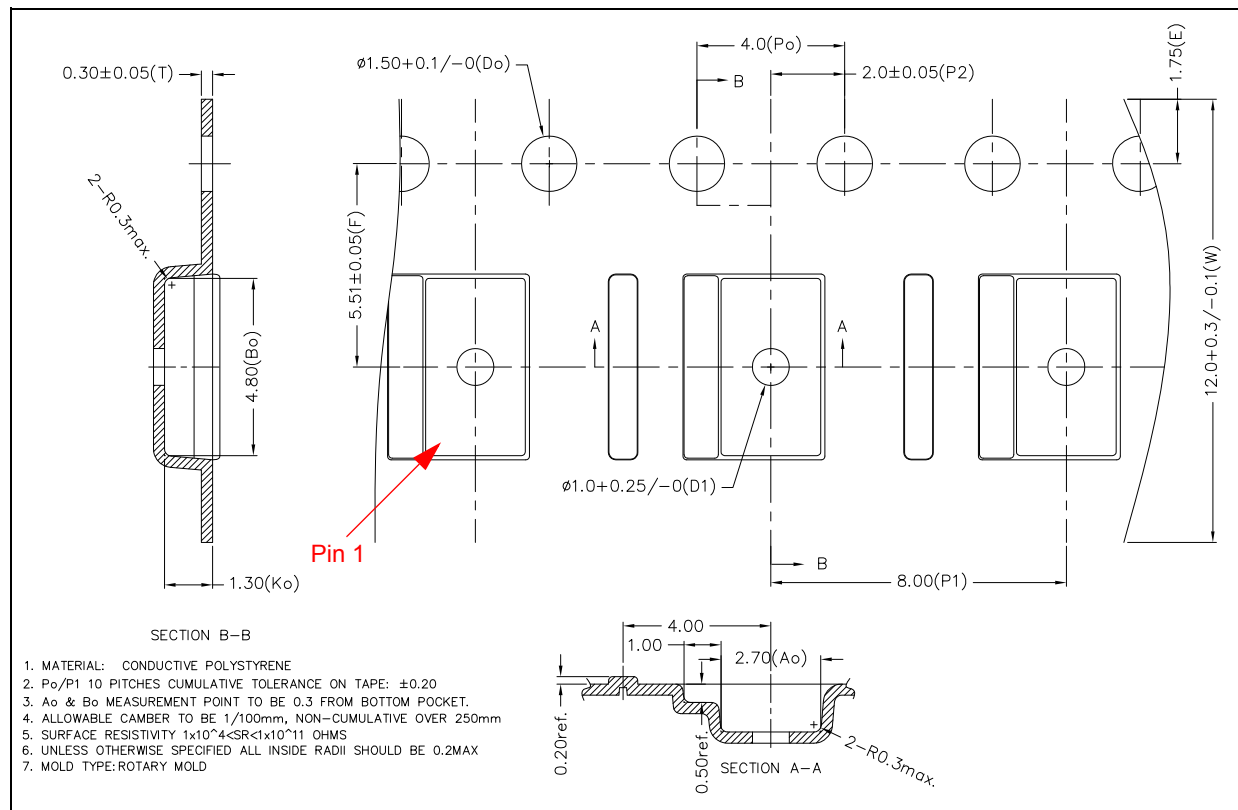 4.0(Po)
0.30±0.05(T)
ø1.50+0.1/-0(Do)
B
2.0±0.05(P2)
1.75(E)
2-R0.3max.
5.51±0.05(F)
12.0+0.3/-0.1(W)
4.80(Bo)
A
A
ø1.0+0.25/-0(D1)
Pin 1
B
1.30(Ko)
8.00(P1)
SECTION B-B
4.00
1.00
2.70(Ao)
0.20ref.
0.50ref.
2-R0.3max.
SECTION A-A
1. MATERIAL: CONDUCTIVE POLYSTYRENE
2. Po/P1 10 PITCHES CUMULATIVE TOLERANCE ON TAPE: ±0.20
3. Ao & Bo MEASUREMENT POINT TO BE 0.3 FROM BOTTOM POCKET.
4. ALLOWABLE CAMBER TO BE 1/100mm, NON-CUMULATIVE OVER 250mm
5. SURFACE RESISTIVITY 1x10^4<SR<1x10^11 OHMS
6. UNLESS OTHERWISE SPECIFIED ALL INSIDE RADII SHOULD BE 0.2MAX
7. MOLD TYPE: ROTARY MOLD